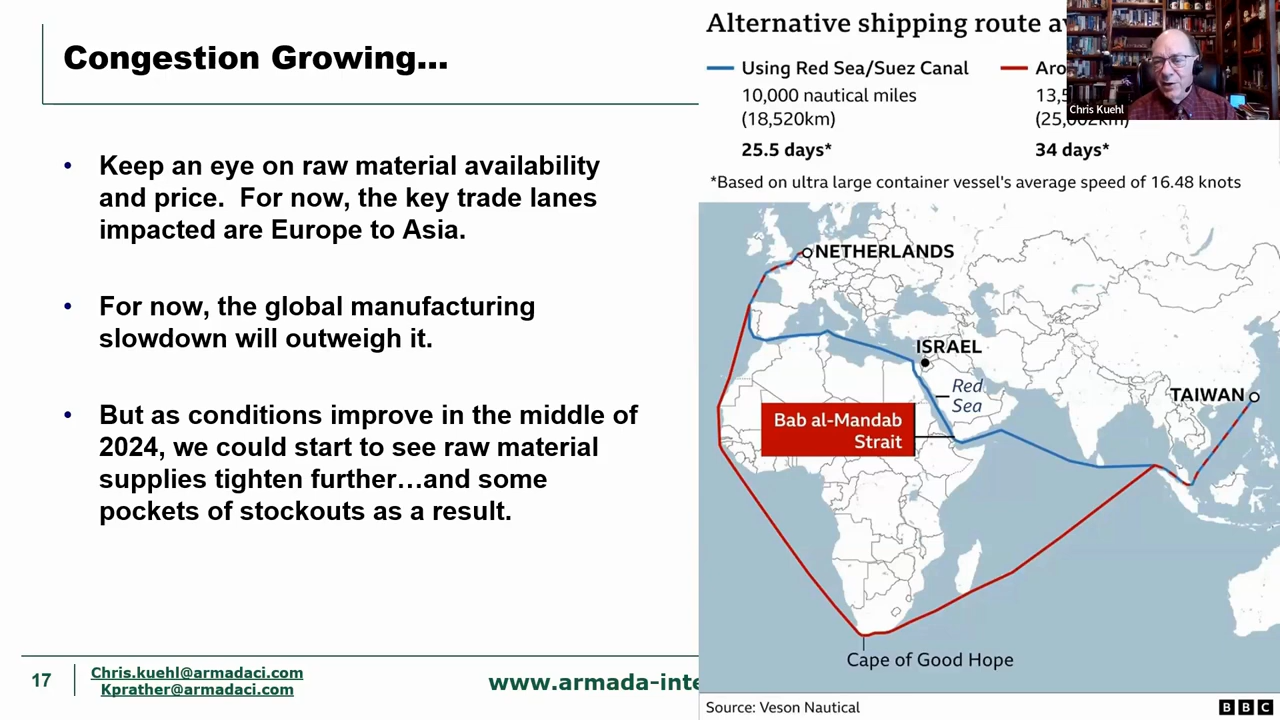 Congestion Growing...
• Keep an eye on raw material availability
and price. For now, the key trade lanes
impacted are Europe to Asia.
• For now, the global manufacturing
slowdown will outweigh it.
• But as conditions improve in the middle of
2024, we could start to see raw material
supplies tighten further…and some
pockets of stockouts as a result.
17
Chris.kuehl@armadaci.com
Kprather@armadaci.com
www.armada-inte
Alternative shipping route
Using Red Sea/Suez Canal
10,000 nautical miles
(18,520km)
25.5 days*
34 days*
*Based on ultra large container vessel's average speed of 16.48 knots
Chris Kuehl
NETHERLANDS
ISRAEL
Red
Sea
TAIWAN
Bab al-Mandab
Strait
Cape of Good Hope
Source: Veson Nautical
BBC